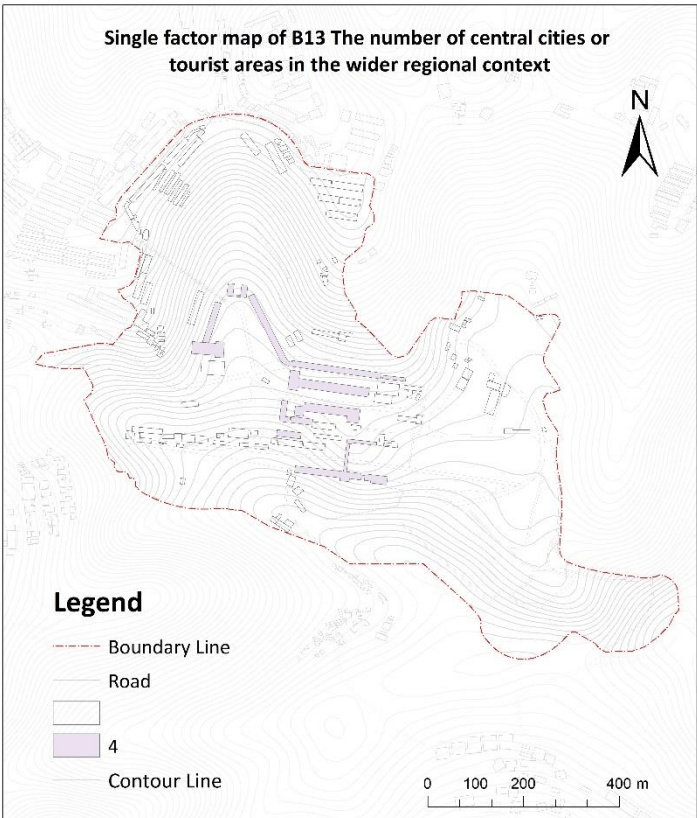 Single factor map of B13 The number of central cities or
tourist areas in the wider regional context
N
Legend
Boundary Line
Road
4
Contour Line
0 100 200 400 m